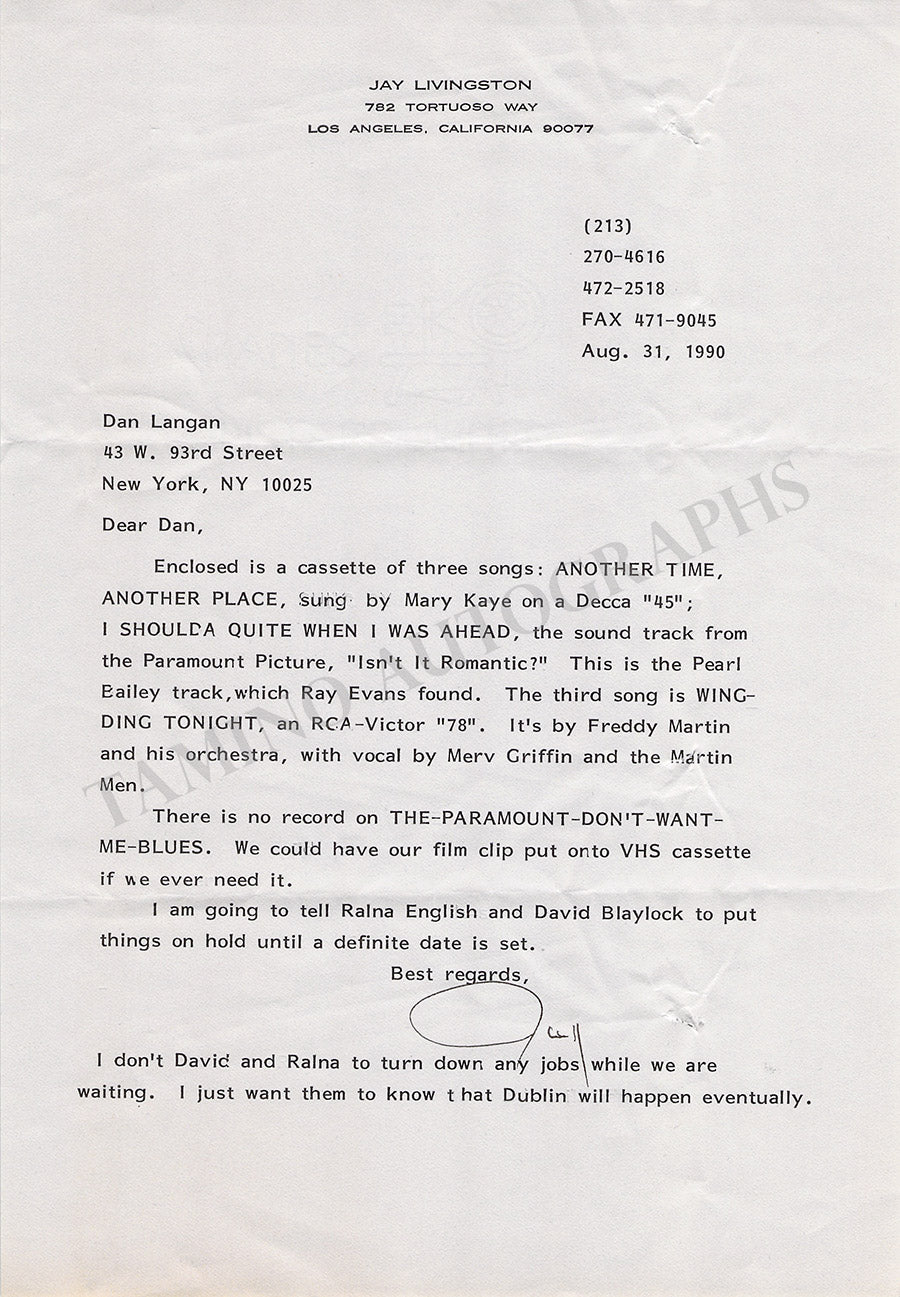 JAY LIVINGSTON
782 TORTUOSO WAY
LOS ANGELES, CALIFORNIA 90077
(213)
270-4616
472-2518
FAX 471-9045
Aug. 31, 1990
Dan Langan
43 W. 93rd Street
New York, NY 10025
Dear Dan,
Enclosed is a cassette of three songs: ANOTHER TIME,
ANOTHER PLACE, sung by Mary Kaye on a Decca "45";
I SHOULDA QUITE WHEN I WAS AHEAD, the sound track from
the Paramount Picture, "Isn't It Romantic?" This is the Pearl
Bailey track,which Ray Evans found. The third song is WING-
DING TONIGHT, an RCA-Victor "78". It's by Freddy Martin
and his orchestra, with vocal by Merv Griffin and the Martin
Men.
There is no record on THE-PARAMOUNT-DON'T-WANT-
ME-BLUES. We could have our film clip put onto VHS cassette
if we ever need it.
I am going to tell Ralna English and David Blaylock to put
things on hold until a definite date is set.
Best regards,
Jay
I don't David and Ralna to turn down any jobs while we are
waiting. I just want them to know that Dublin will happen eventually.
TAMINO AUTOGRAPHS